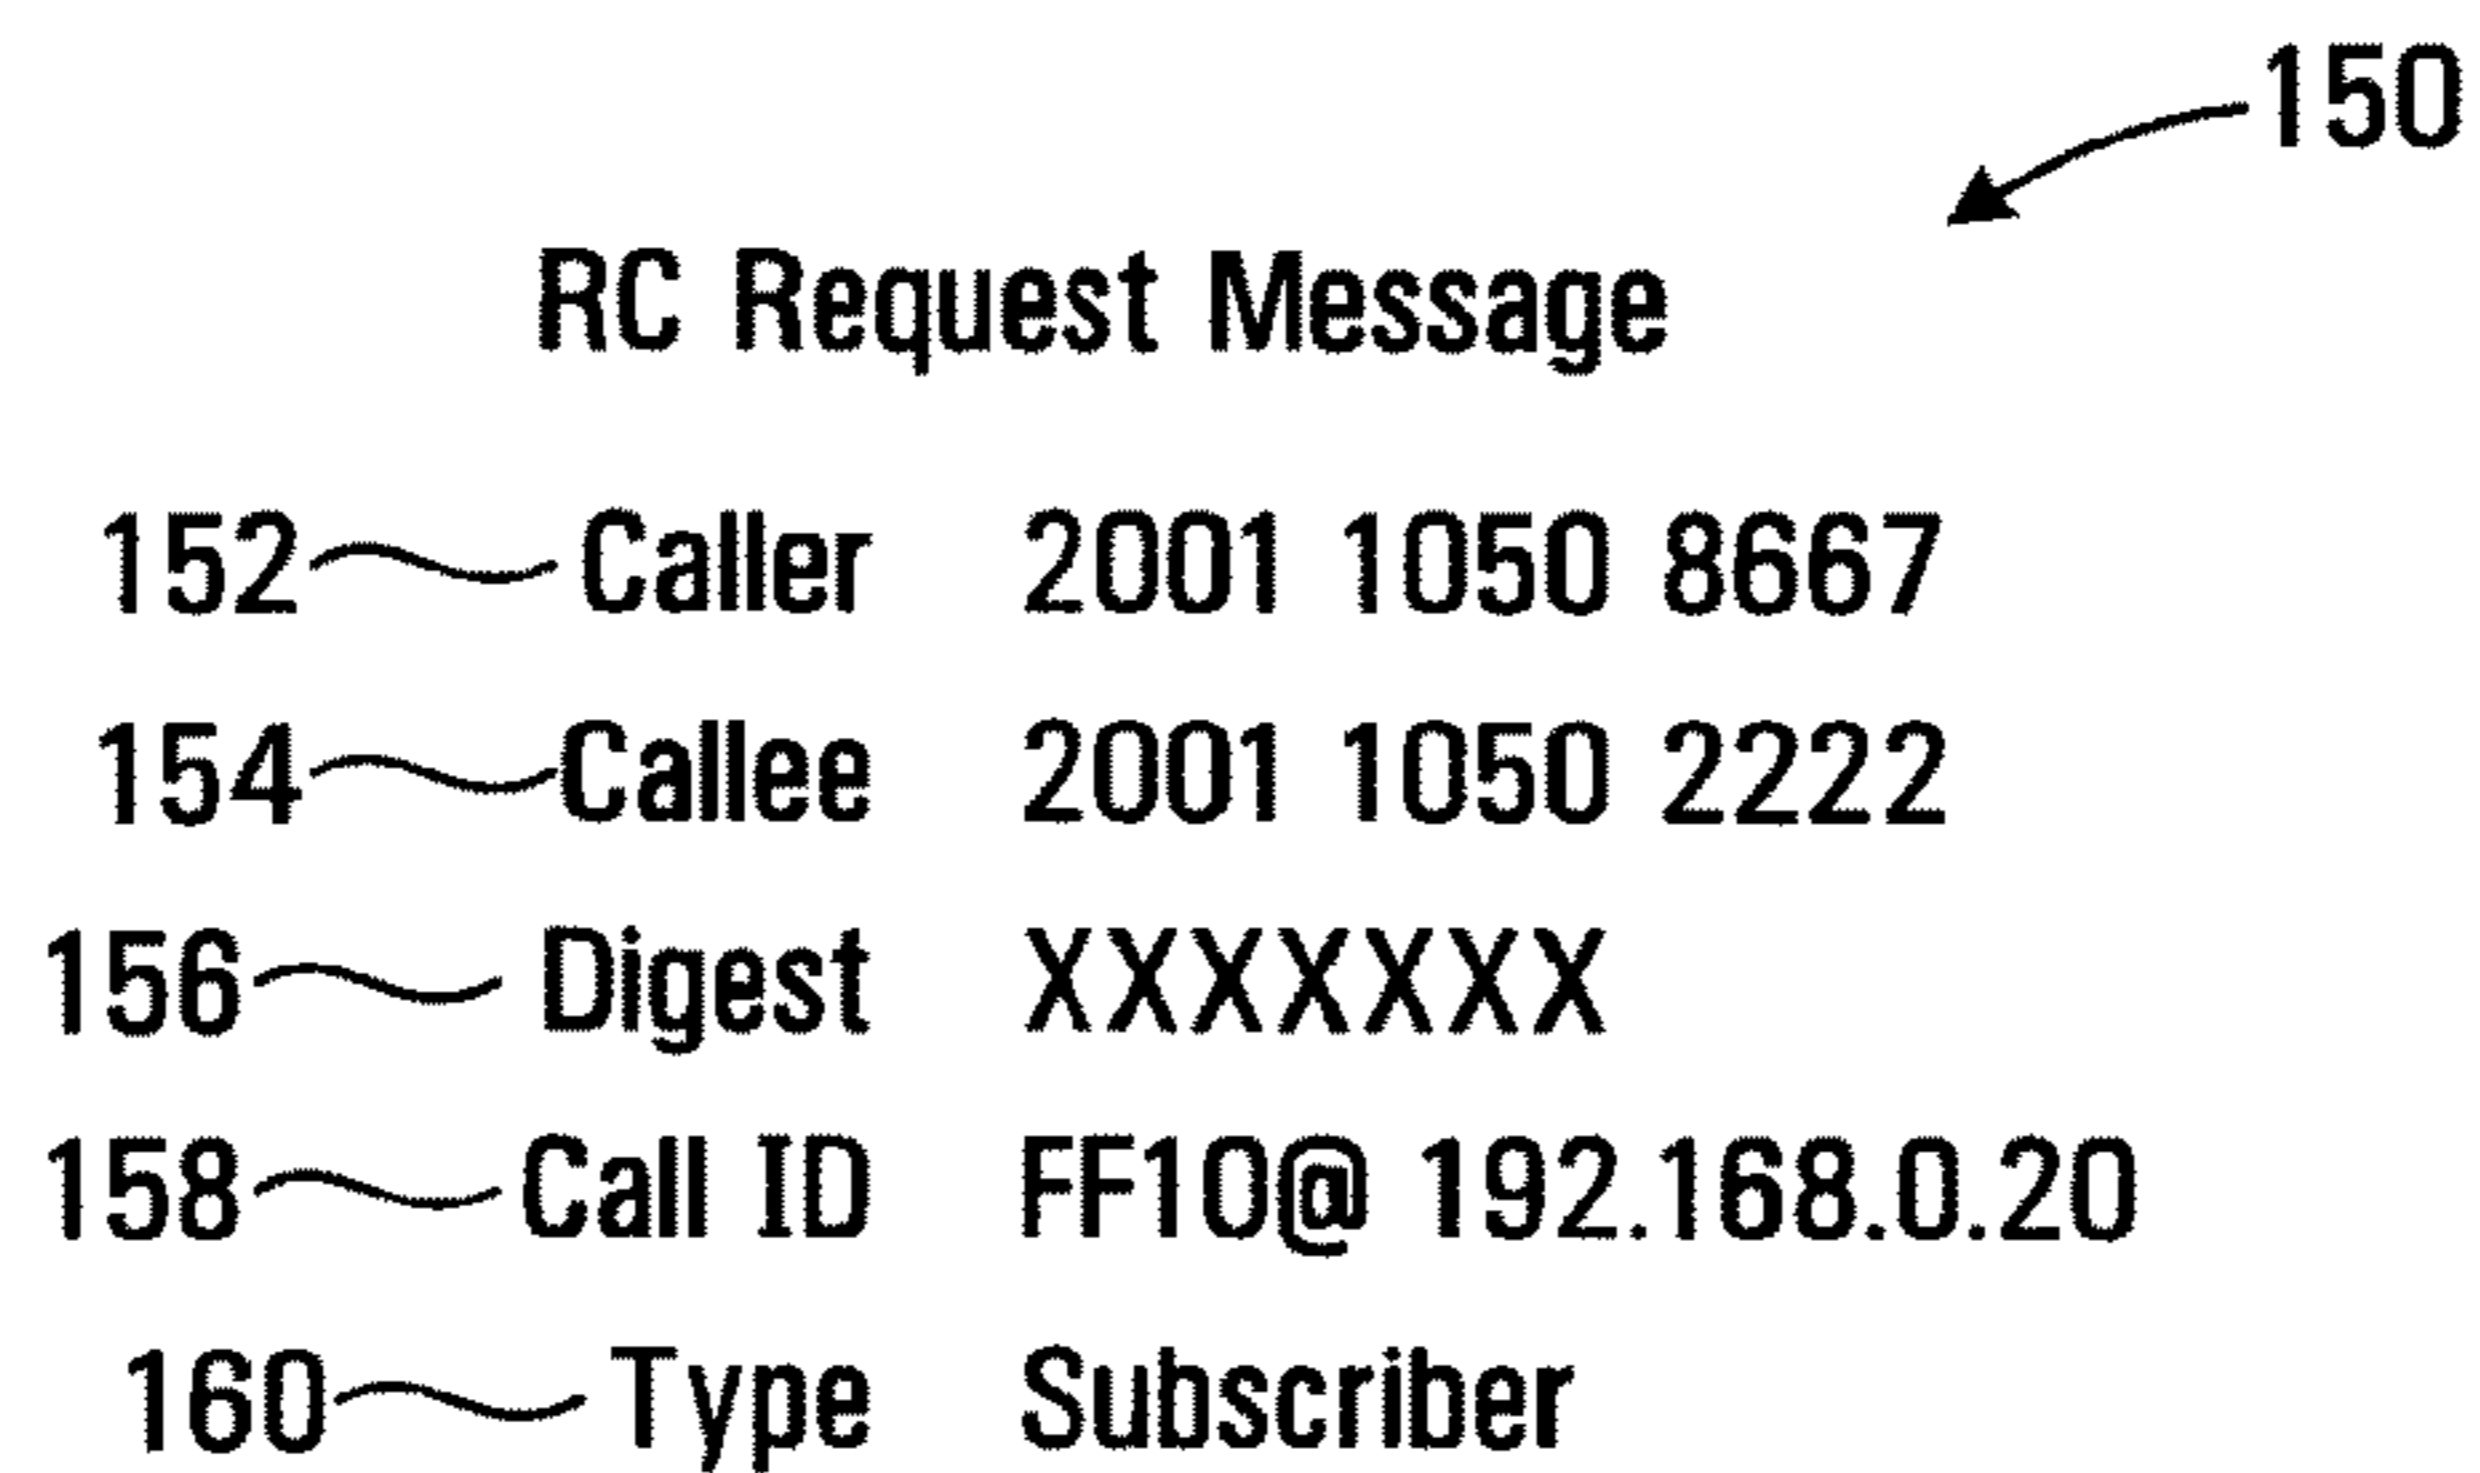 150
RC Request Message
152 Caller 2001 1050 8667
154 Callee 2001 1050 2222
156 Digest XXXXXXX
158 Call ID FF10@ 192.168.0.20
160 Type Subscriber